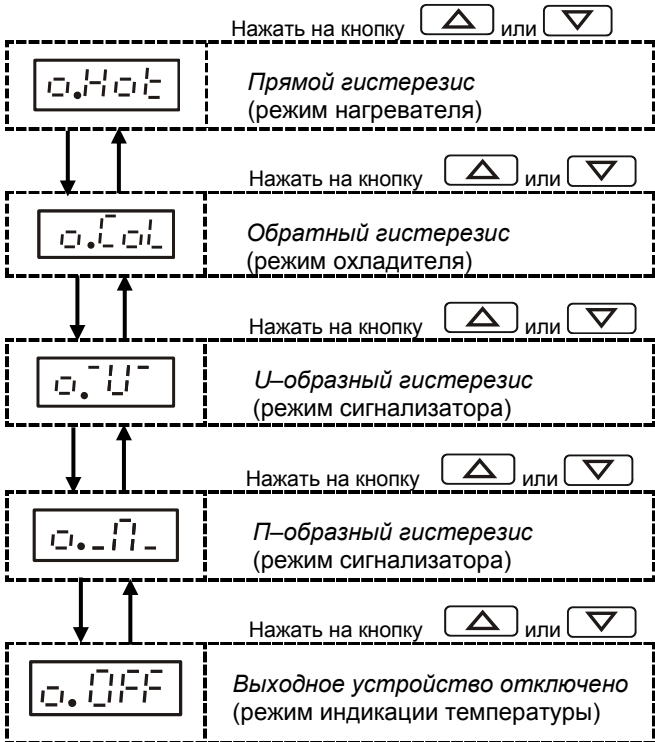 Нажать на кнопку или
o.Hot
Прямой гистерезис
(режим нагревателя)
Нажать на кнопку или
o.CoL
Обратный гистерезис
(режим охладителя)
Нажать на кнопку или
o.¯U¯
U–образный гистерезис
(режим сигнализатора)
Нажать на кнопку или
o._П_
П–образный гистерезис
(режим сигнализатора)
Нажать на кнопку или
o.OFF
Выходное устройство отключено
(режим индикации температуры)